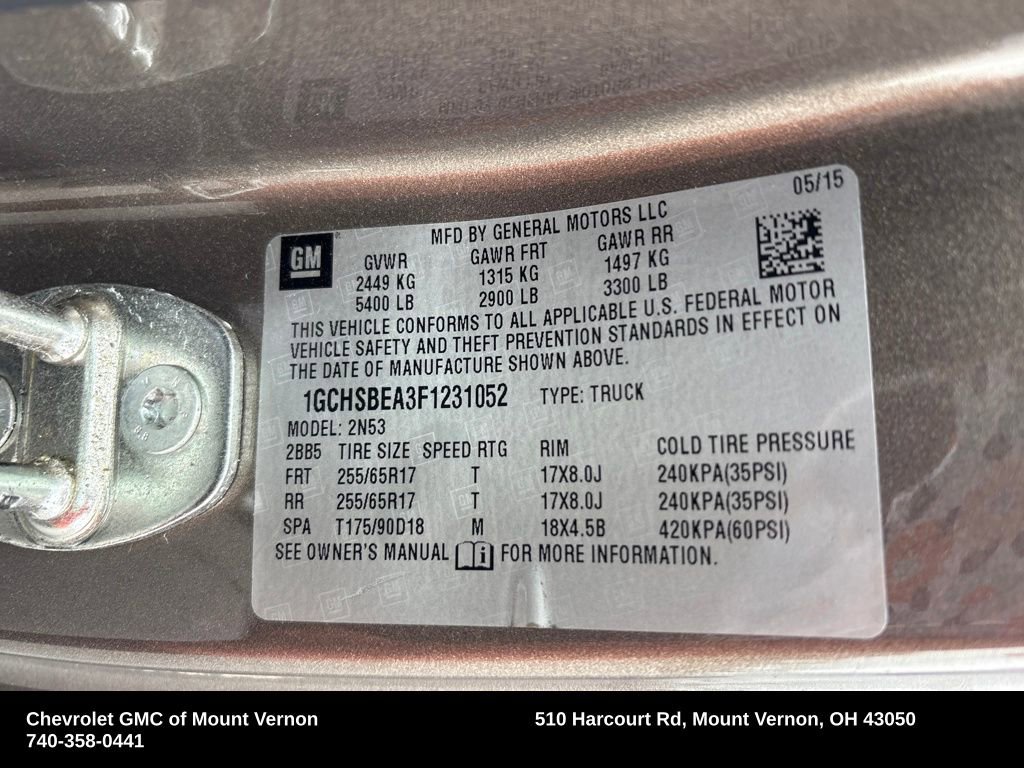 05/15
MFD BY GENERAL MOTORS LLC
GM
GVWR GAWR FRT GAWR RR
2449 KG 1315 KG 1497 KG
5400 LB 2900 LB 3300 LB
THIS VEHICLE CONFORMS TO ALL APPLICABLE U.S. FEDERAL MOTOR
VEHICLE SAFETY AND THEFT PREVENTION STANDARDS IN EFFECT ON
THE DATE OF MANUFACTURE SHOWN ABOVE.
1GCHSBEA3F1231052 TYPE: TRUCK
MODEL: 2N53
2BB5 TIRE SIZE SPEED RTG RIM COLD TIRE PRESSURE
FRT 255/65R17 T 17X8.0J 240KPA(35PSI)
RR 255/65R17 T 17X8.0J 240KPA(35PSI)
SPA T175/90D18 M 18X4.5B 420KPA(60PSI)
SEE OWNER'S MANUAL FOR MORE INFORMATION.
Chevrolet GMC of Mount Vernon 510 Harcourt Rd, Mount Vernon, OH 43050
740-358-0441